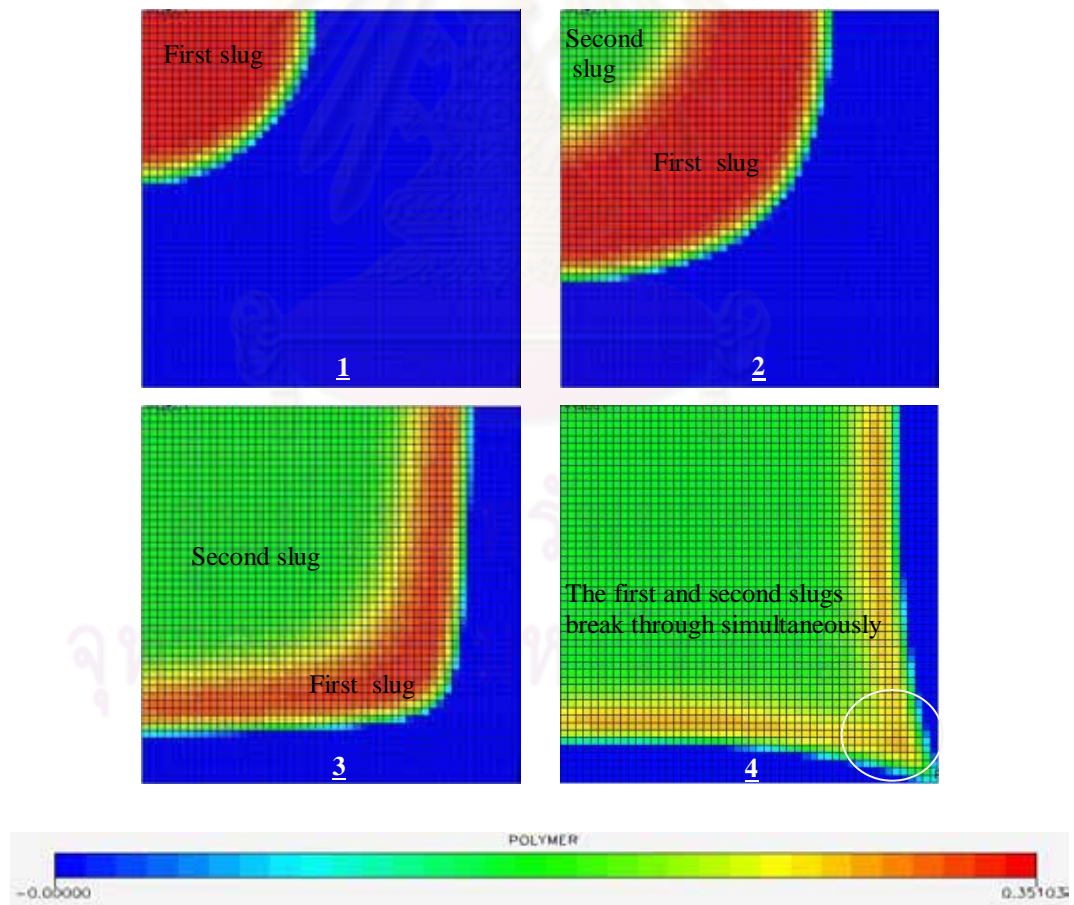 First slug
1
Second
slug
First slug
2
Second slug
First slug
3
The first and second slugs
break through simultaneously
4
POLYMER
-0.00000
0.35103